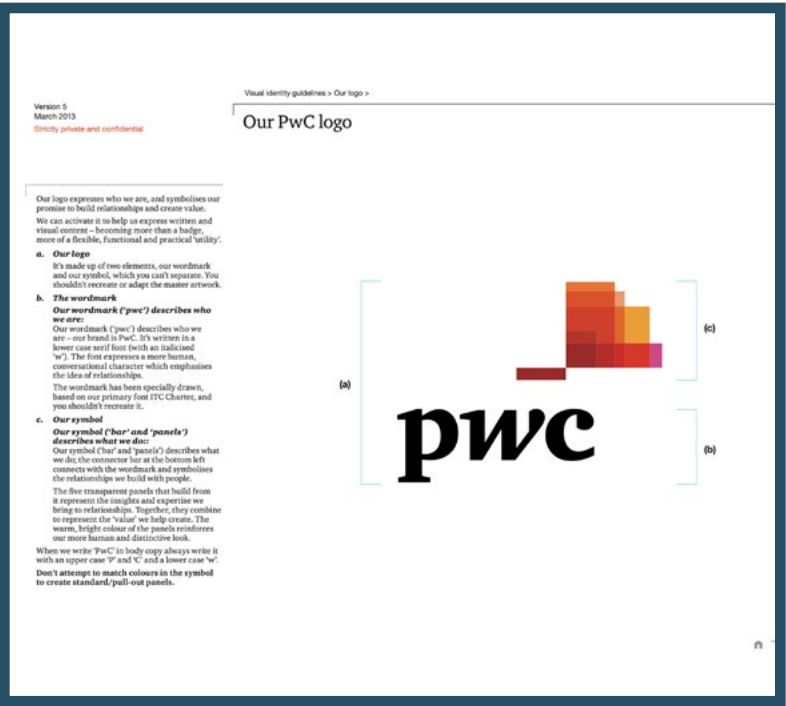 Visual identity guidelines > Our logo >
Version 5
March 2013
Strictly private and confidential
Our PwC logo
Our logo expresses who we are, and symbolises our
promise to build relationships and create value.
We can activate it to help us express written and
visual content – becoming more than a badge,
more of a flexible, functional and practical 'utility'.
a. Our logo
It's made up of two elements, our wordmark
and our symbol, which you can't separate. You
shouldn't recreate or adapt the master artwork.
b. The wordmark
Our wordmark ('pwc') describes who
we are:
Our wordmark ('pwc') describes who we
are – our brand is PwC. It's written in a
lower case serif font (with an italicised
'w'). The font expresses a more human,
conversational character which emphasises
the idea of relationships.
The wordmark has been specially drawn,
based on our primary font ITC Charter, and
you shouldn't recreate it.
c. Our symbol
Our symbol ('bar' and 'panels')
describes what we do::
Our symbol ('bar' and 'panels') describes what
we do; the connector bar at the bottom left
connects with the wordmark and symbolises
the relationships we build with people.
The five transparent panels that build from
it represent the insights and expertise we
bring to relationships. Together, they combine
to represent the 'value' we help create. The
warm, bright colour of the panels reinforces
our more human and distinctive look.
When we write 'PwC' in body copy always write it
with an upper case 'P' and 'C' and a lower case 'w'.
Don't attempt to match colours in the symbol
to create standard/pull-out panels.
(a)
(c)
pwc
(b)